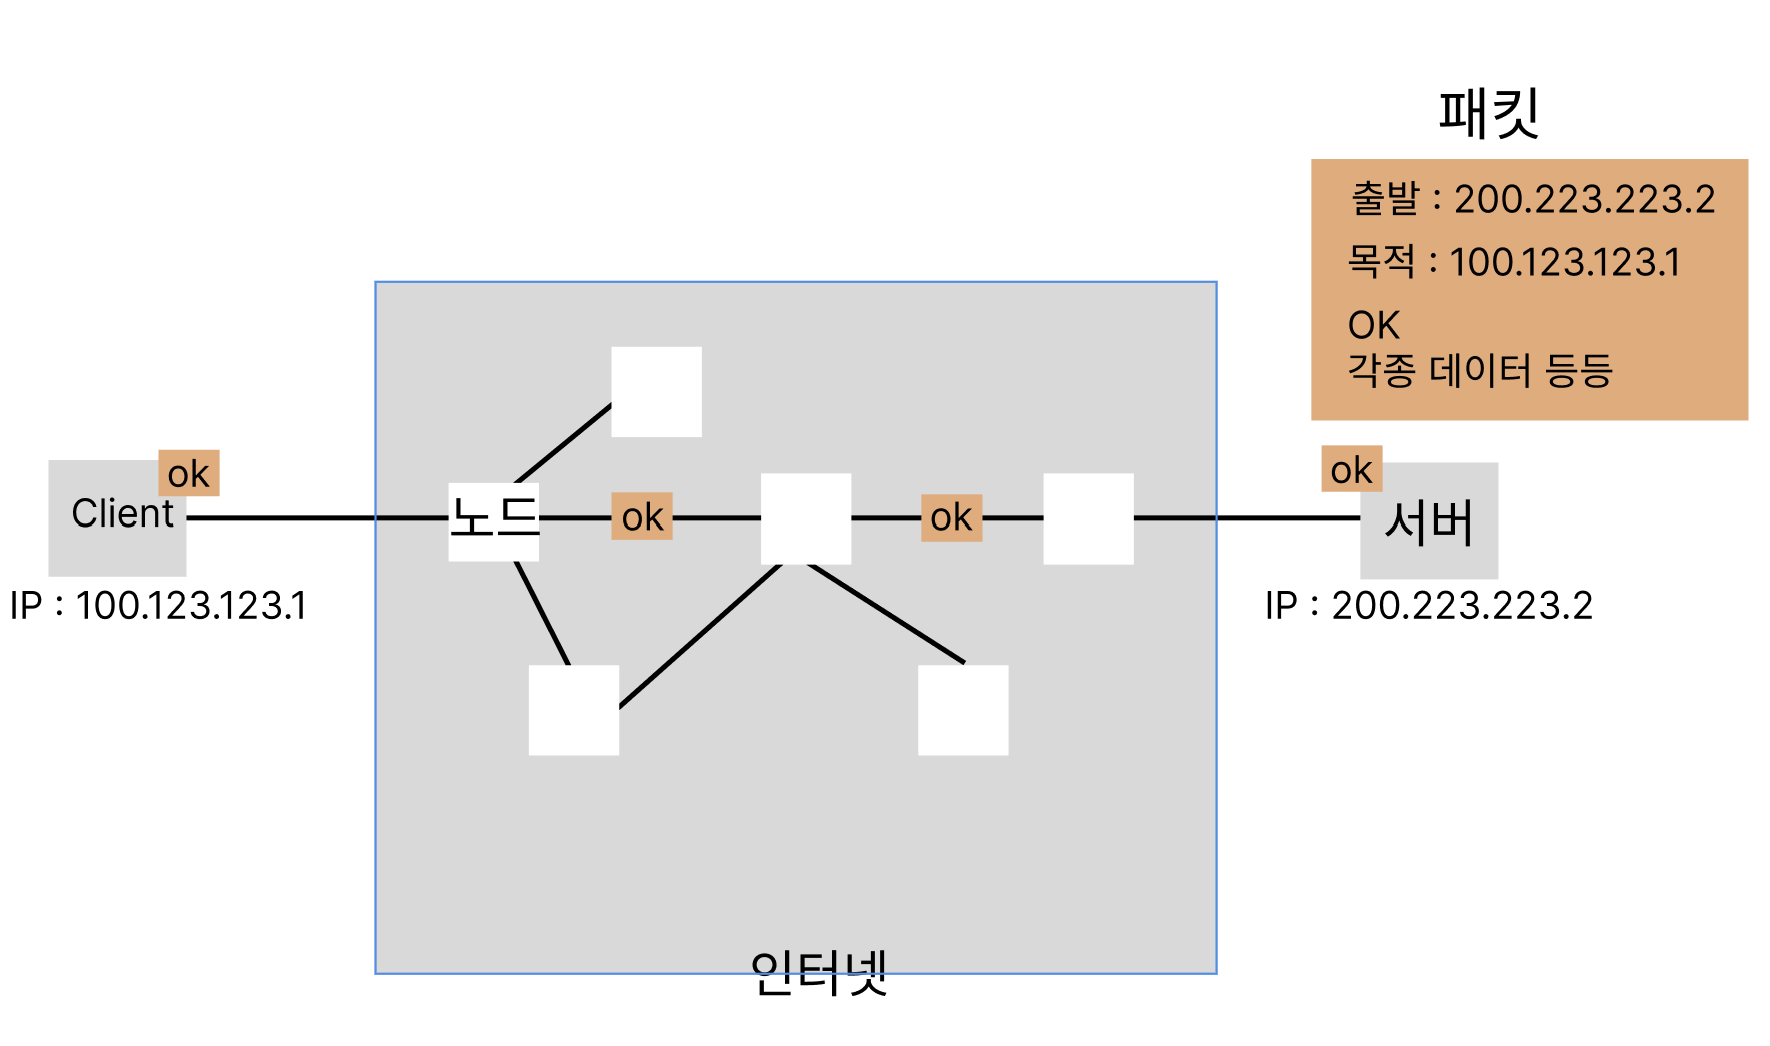 패킷
출발 : 200.223.223.2
목적 : 100.123.123.1
OK
각종 데이터 등등
ok
Client
IP : 100.123.123.1
노드
ok
ok
ok
서버
IP : 200.223.223.2
인터넷